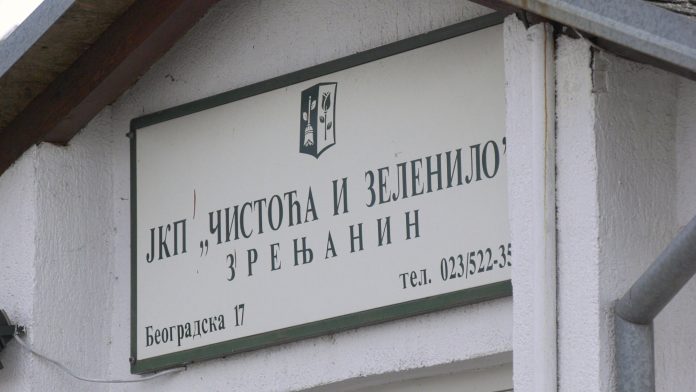 ЈКП „ЧИСТОЋА И ЗЕЛЕНИЛО”
ЗРЕЊАНИН
тел. 023/522-35
Београдска 17